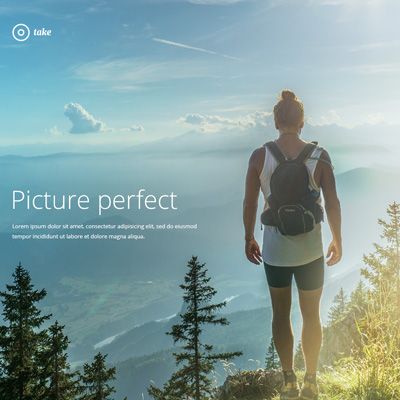 take
Picture perfect
Lorem ipsum dolor sit amet, consectetur adipisicing elit, sed do eiusmod
tempor incididunt ut labore et dolore magna aliqua.